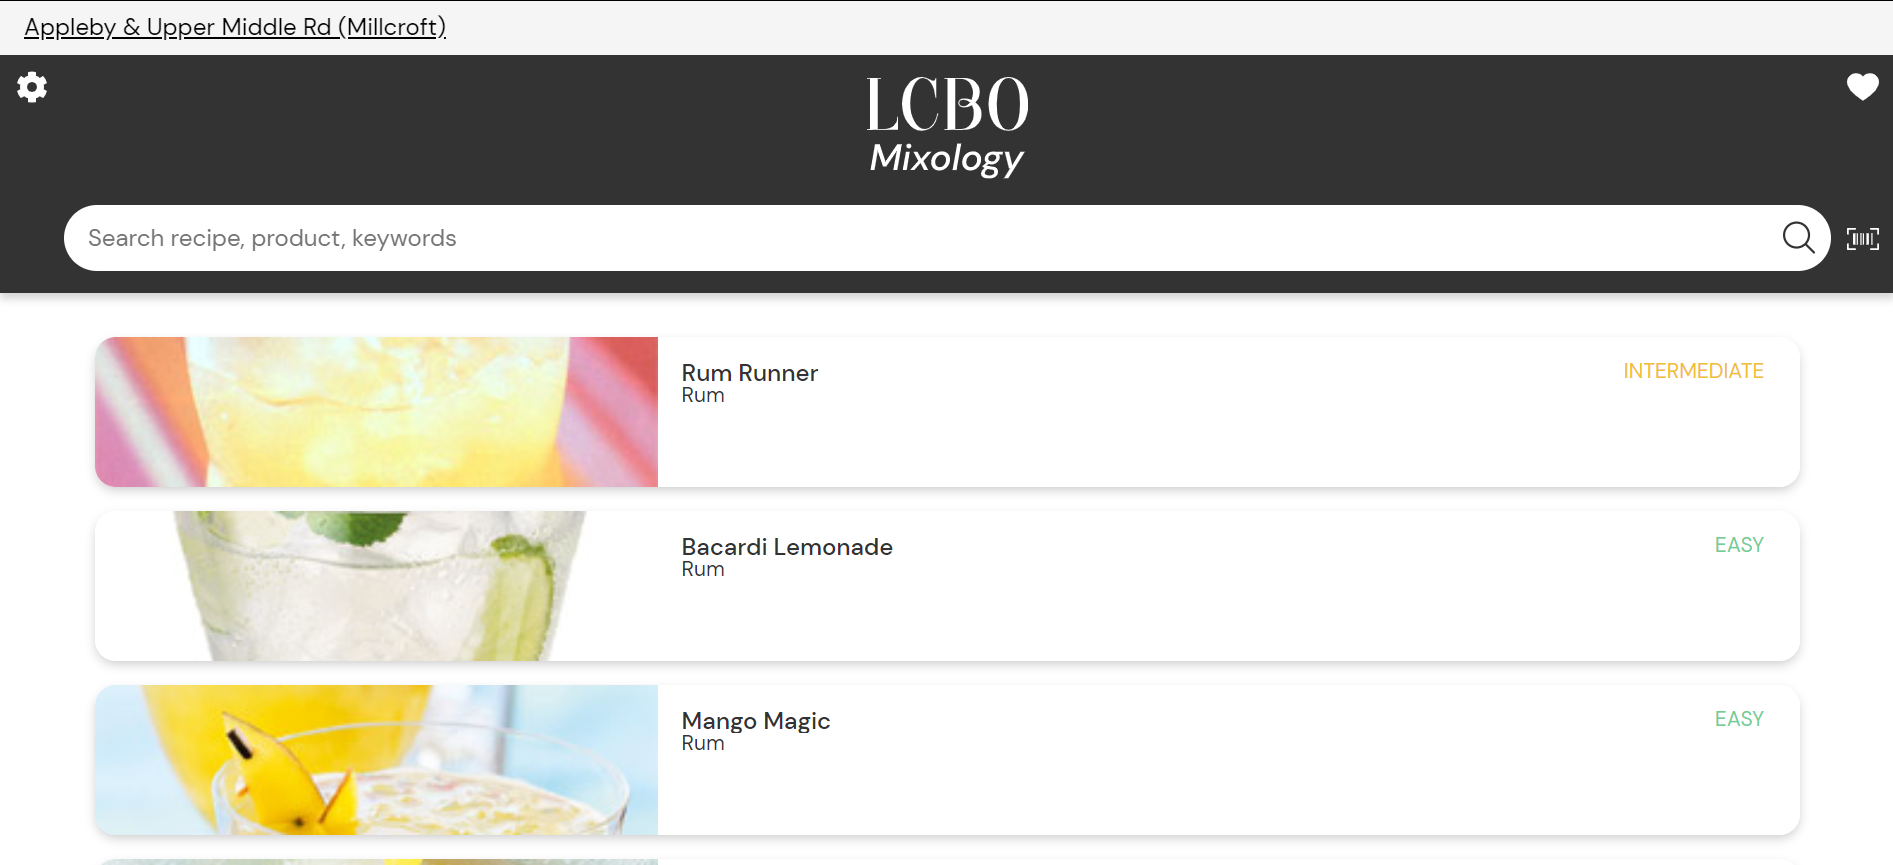 Appleby & Upper Middle Rd (Millcroft)
LCBO
Mixology
Search recipe, product, keywords
Rum Runner
INTERMEDIATE
Rum
Bacardi Lemonade
EASY
Rum
Mango Magic
EASY
Rum